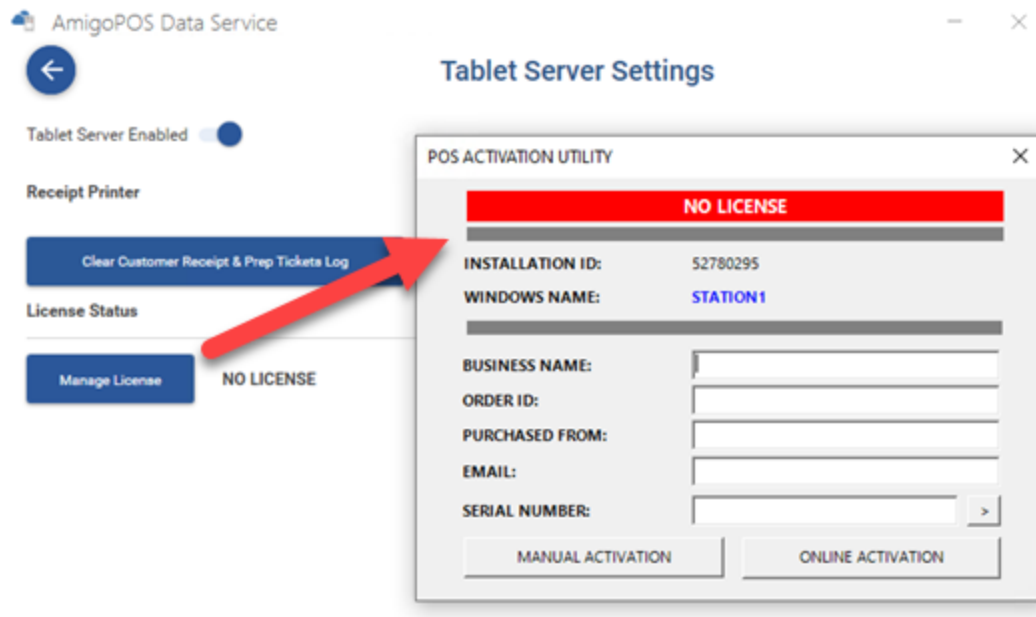 AmigoPOS Data Service
Tablet Server Settings
Tablet Server Enabled
Receipt Printer
Clear Customer Receipt & Prep Tickets Log
License Status
Manage License
NO LICENSE
POS ACTIVATION UTILITY
NO LICENSE
INSTALLATION ID: 52780295
WINDOWS NAME: STATION1
BUSINESS NAME:
ORDER ID:
PURCHASED FROM:
EMAIL:
SERIAL NUMBER:
>
MANUAL ACTIVATION
ONLINE ACTIVATION